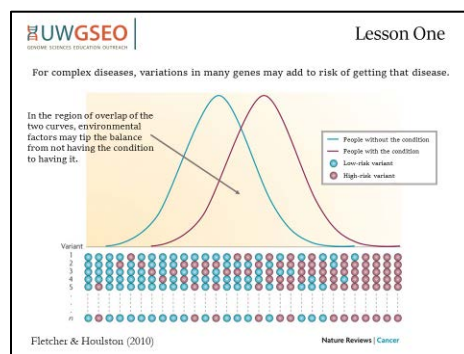 UWGSEO
GENOME SCIENCES EDUCATION OUTREACH
Lesson One
For complex diseases, variations in many genes may add to risk of getting that disease.
In the region of overlap of the
two curves, environmental
factors may tip the balance
from not having the condition
to having it.
People without the condition
People with the condition
Low-risk variant
High-risk variant
Variant
1
2
3
4
5
n
Fletcher & Houlston (2010)
Nature Reviews | Cancer